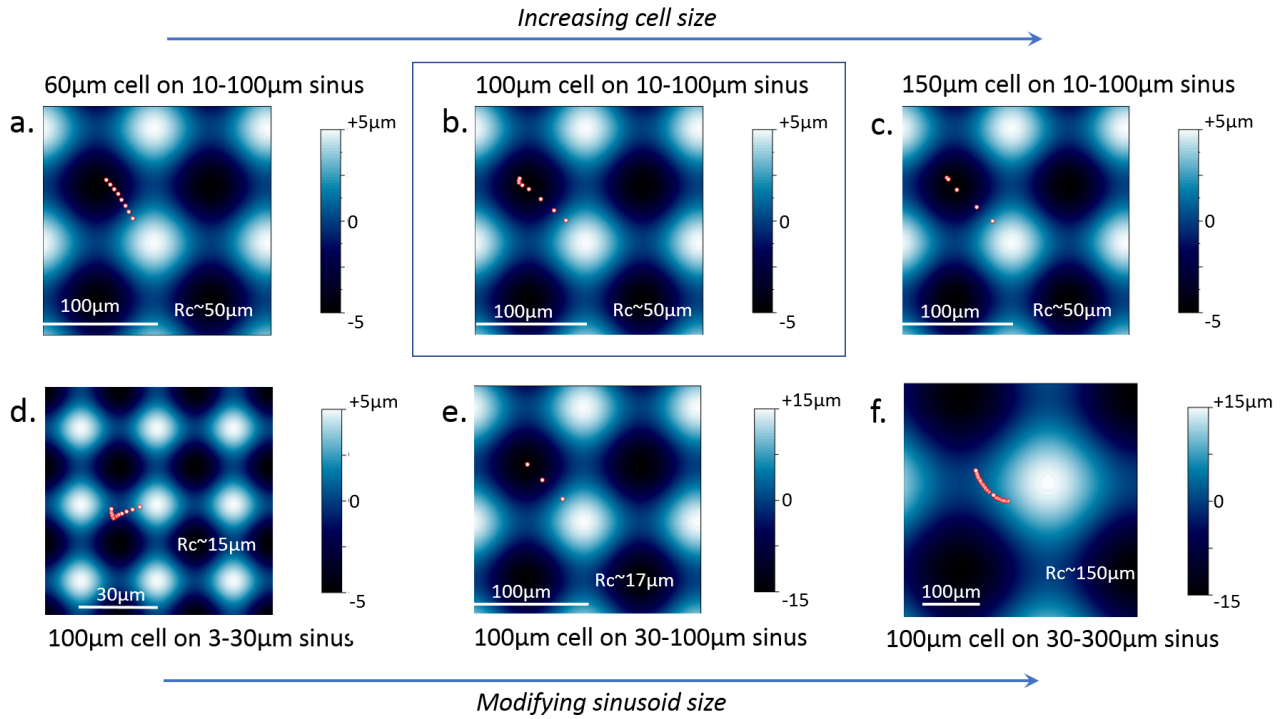 Increasing cell size
60µm cell on 10-100µm sinus
100µm cell on 10-100µm sinus
150µm cell on 10-100µm sinus
a.
+5µm
0
-5
100µm
Rc~50µm
b.
+5µm
0
-5
100µm
Rc~50µm
c.
+5µm
0
-5
100µm
Rc~50µm
d.
+5µm
0
-5
30µm
Rc~15µm
e.
+15µm
0
-15
100µm
Rc~17µm
f.
+15µm
0
-15
100µm
Rc~150µm
100µm cell on 3-30µm sinus
100µm cell on 30-100µm sinus
100µm cell on 30-300µm sinus
Modifying sinusoid size